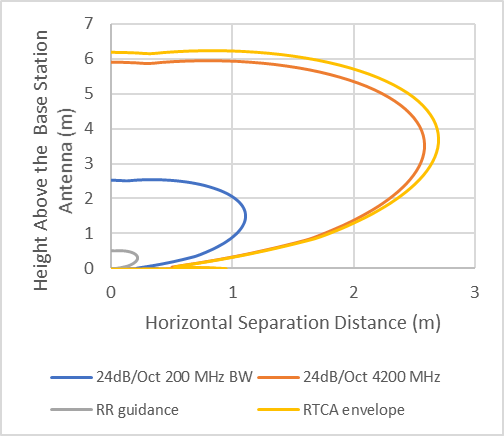 Height Above the Base Station
Antenna (m)
7
6
5
4
3
2
1
0
0 1 2 3
Horizontal Separation Distance (m)
24dB/Oct 200 MHz BW 24dB/Oct 4200 MHz
RR guidance RTCA envelope